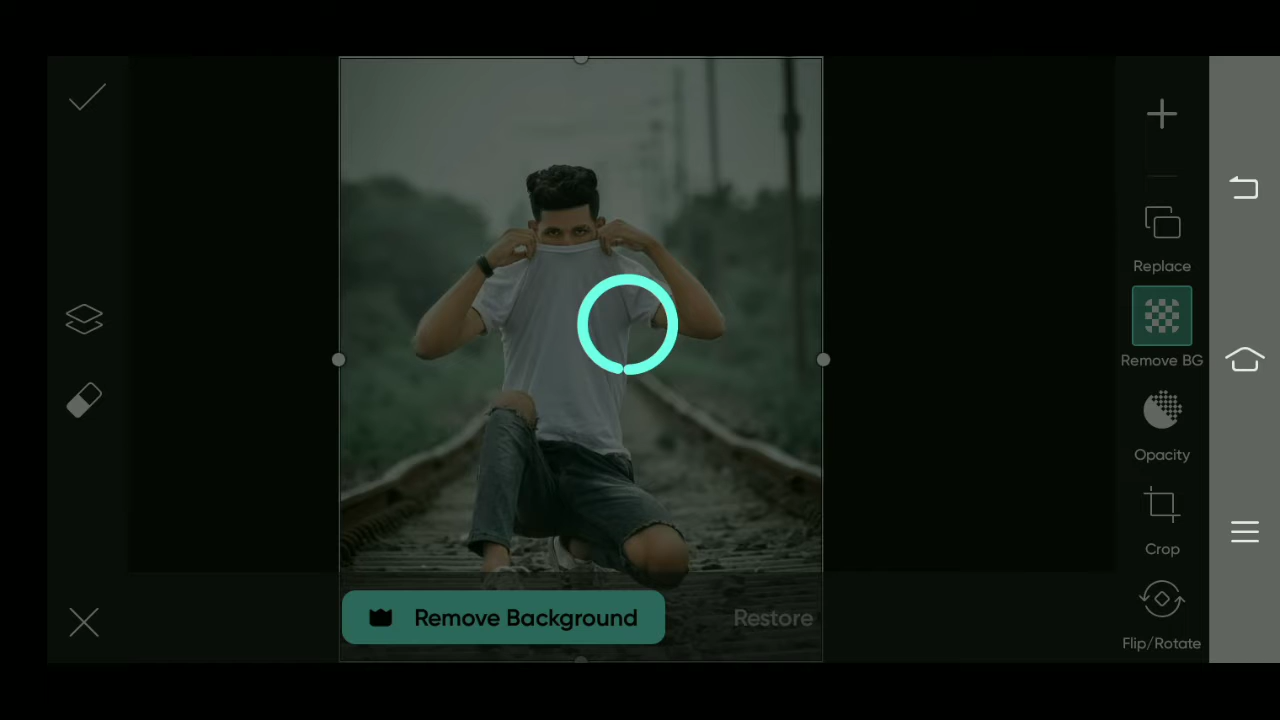 Replace
Remove BG
Opacity
Crop
Flip/Rotate
Remove Background
Restore